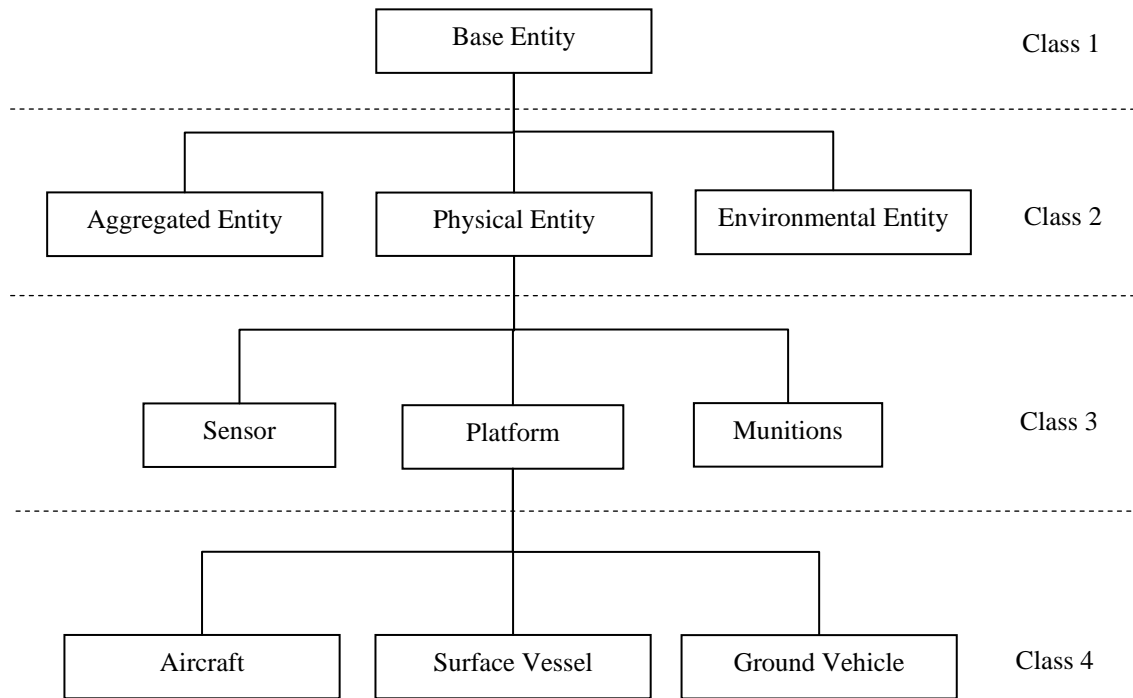 Base Entity
Class 1
Aggregated Entity
Physical Entity
Environmental Entity
Class 2
Sensor
Platform
Munitions
Class 3
Aircraft
Surface Vessel
Ground Vehicle
Class 4